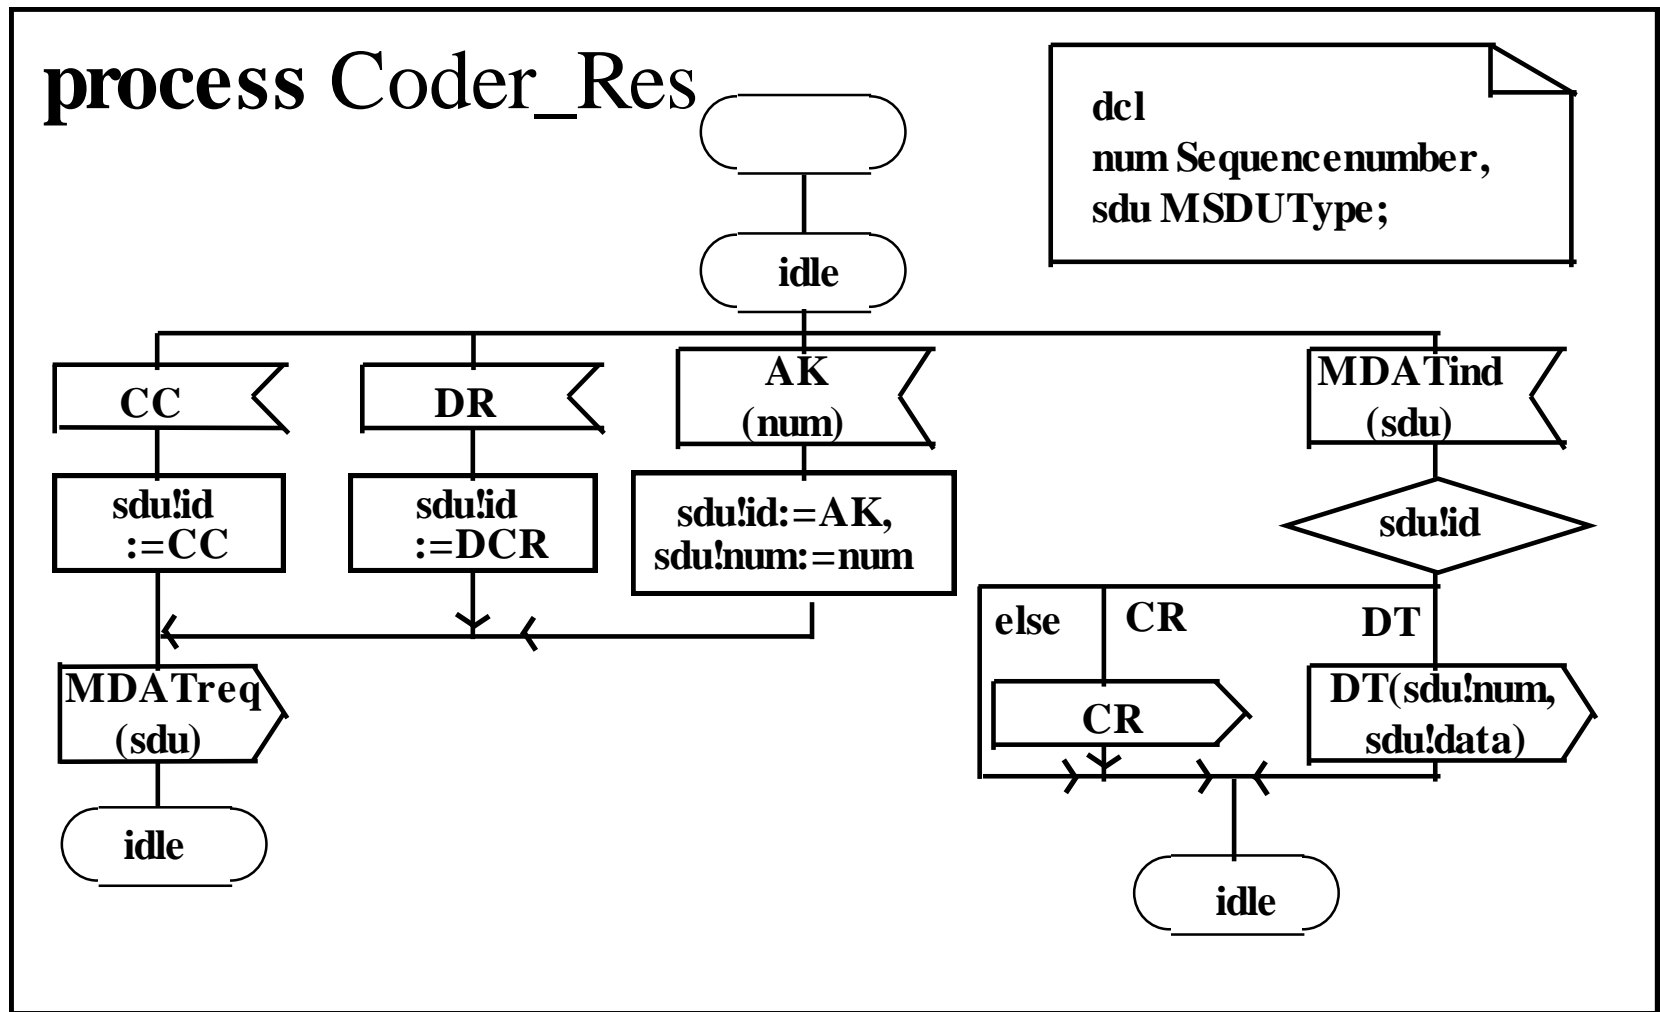 process Coder_Res
dcl
num Sequencenumber,
sdu MSDUType;
idle
CC
DR
AK
(num)
MDATind
(sdu)
sdu!id
:=CC
sdu!id
:=DCR
sdu!id:=AK,
sdu!num:=num
sdu!id
else
CR
DT
MDATreq
(sdu)
CR
DT(sdu!num,
sdu!data)
idle
idle